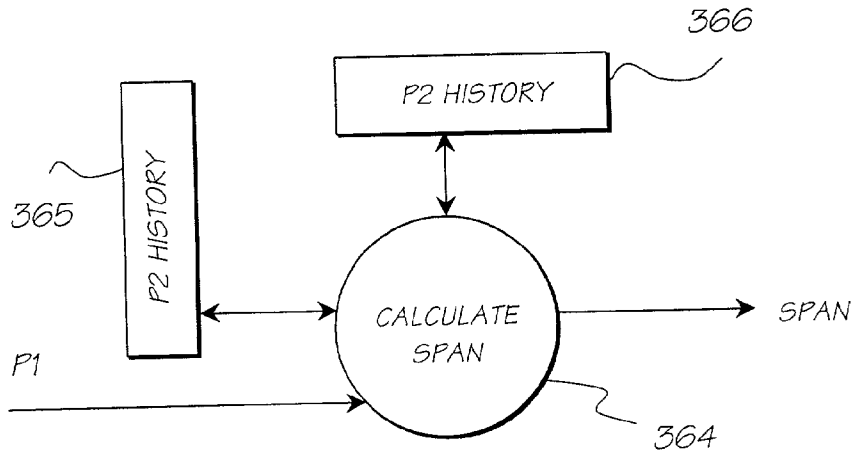 366
P2 HISTORY
365
P2 HISTORY
CALCULATE
SPAN
SPAN
P1
364